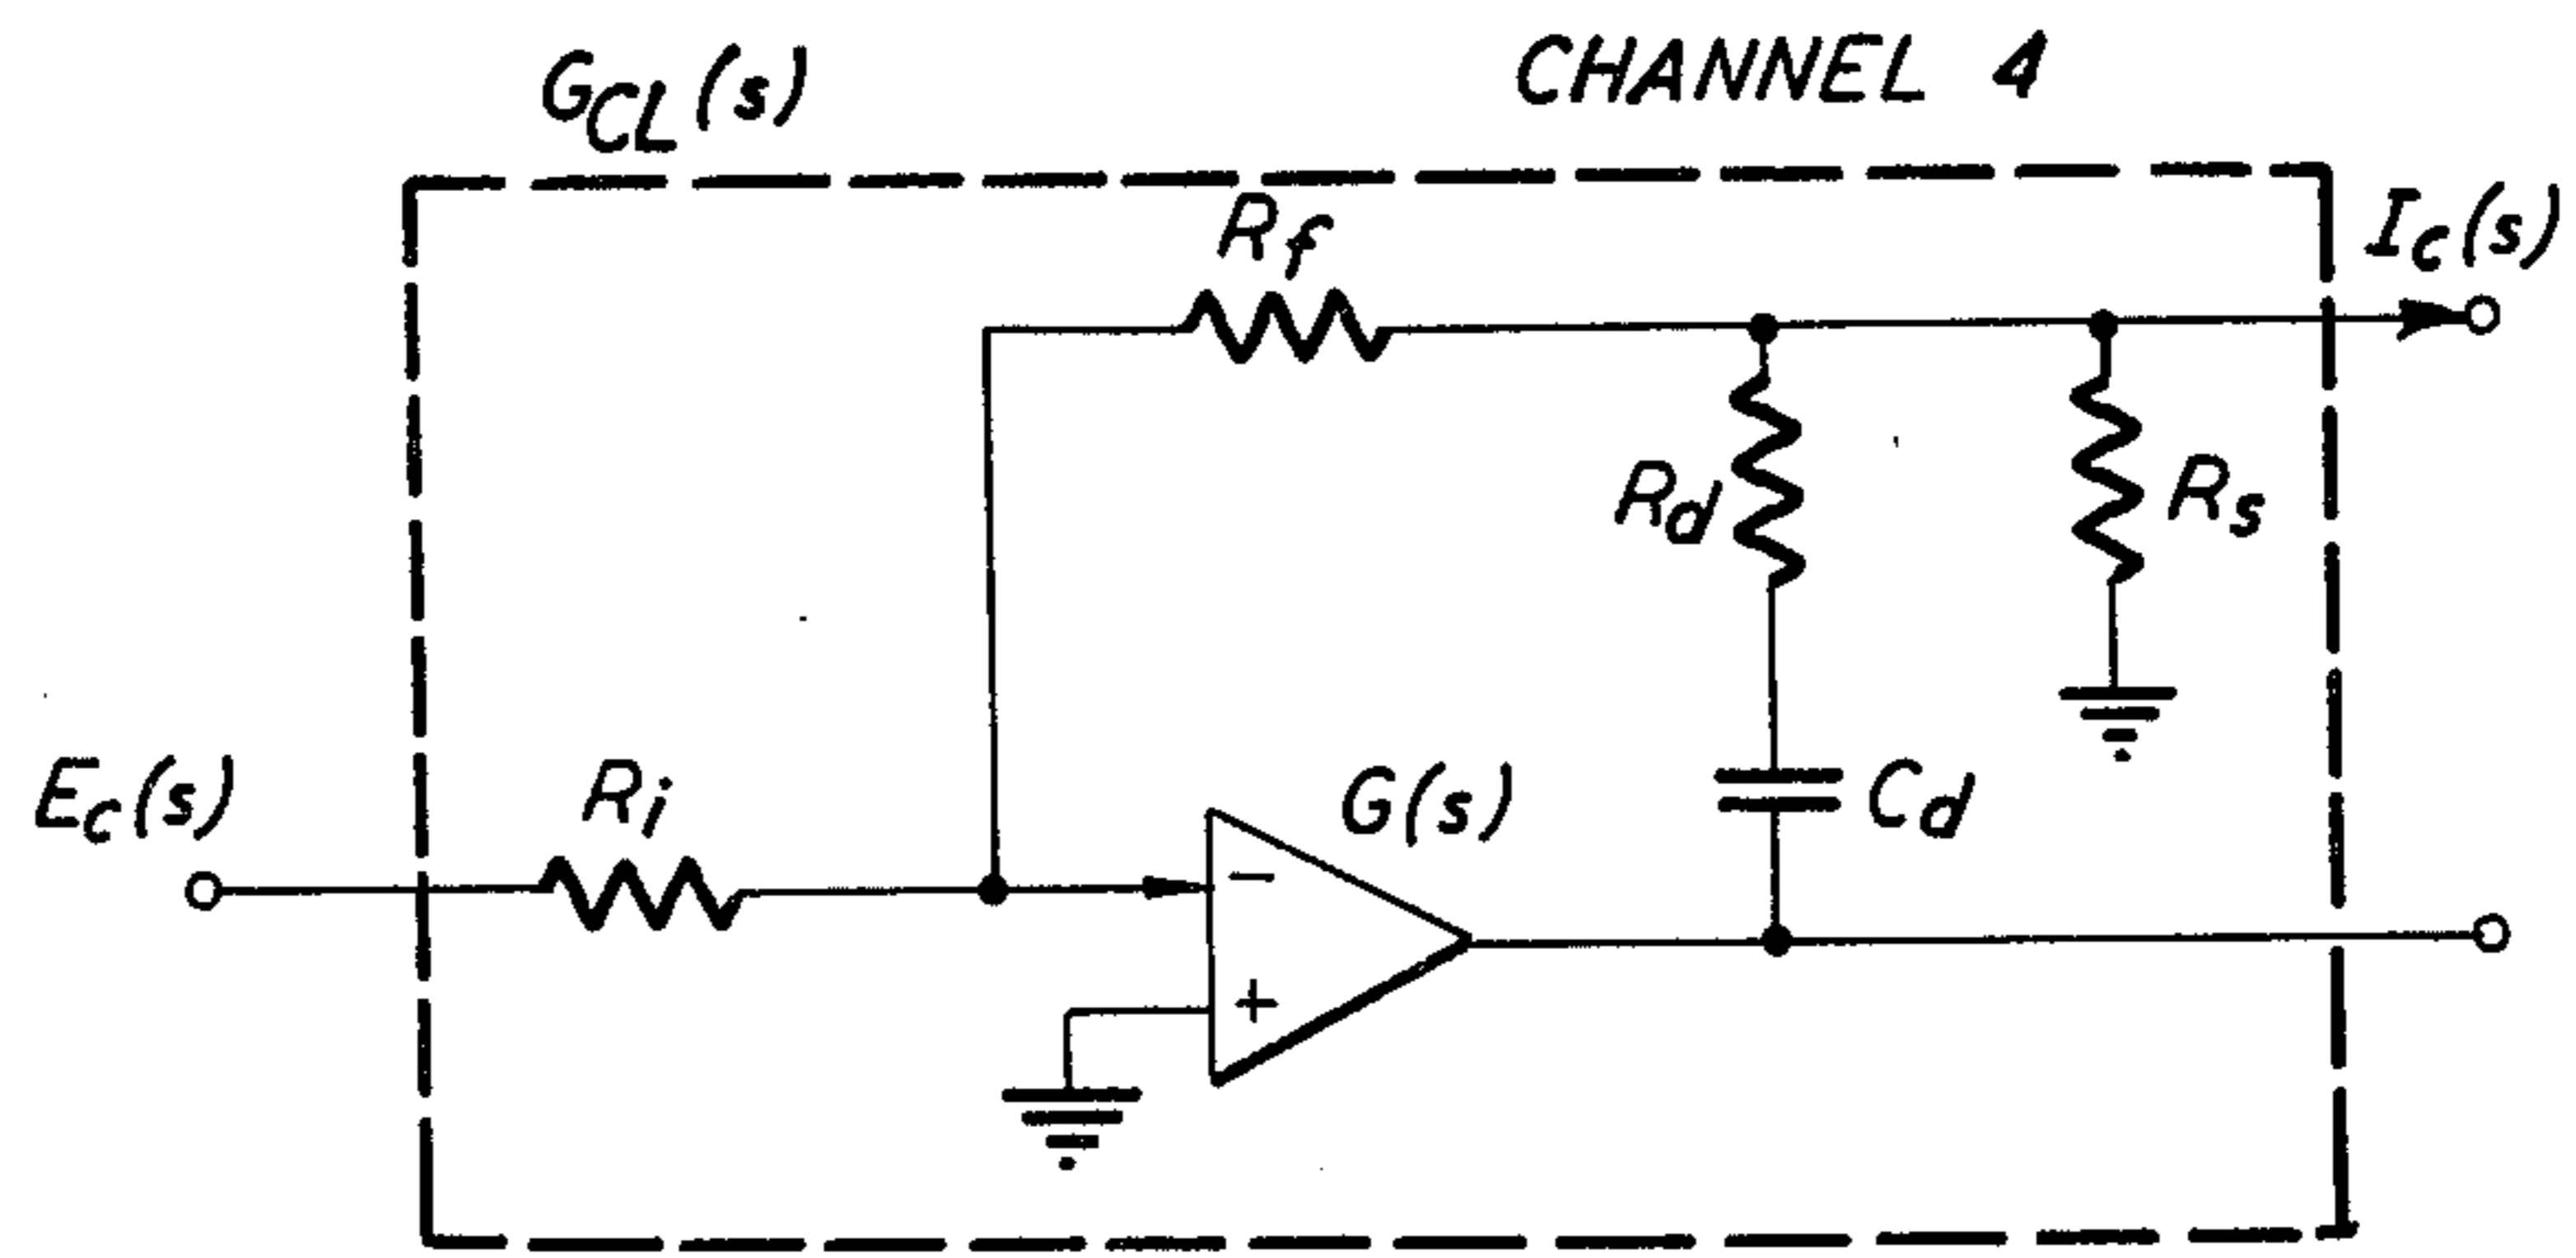 G_CL(s)
CHANNEL 4
R_f
I_c(s)
R_d
R_s
E_c(s)
R_i
G(s)
C_d
−
+